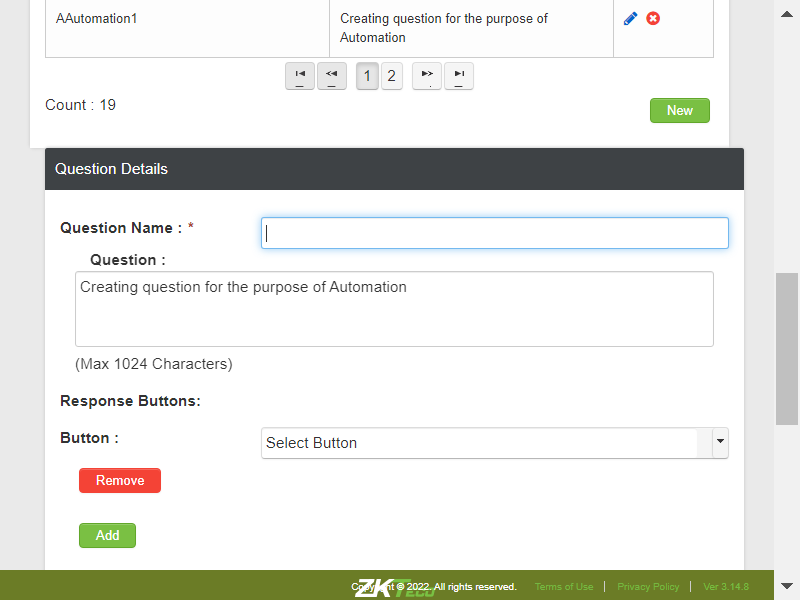 AAutomation1
Creating question for the purpose of
Automation
1 2
Count : 19
New
Question Details
Question Name : *
Question :
Creating question for the purpose of Automation
(Max 1024 Characters)
Response Buttons:
Button :
Select Button
Remove
Add
ZKTeco
Copyright © 2022. All rights reserved. Terms of Use | Privacy Policy | Ver 3.14.8